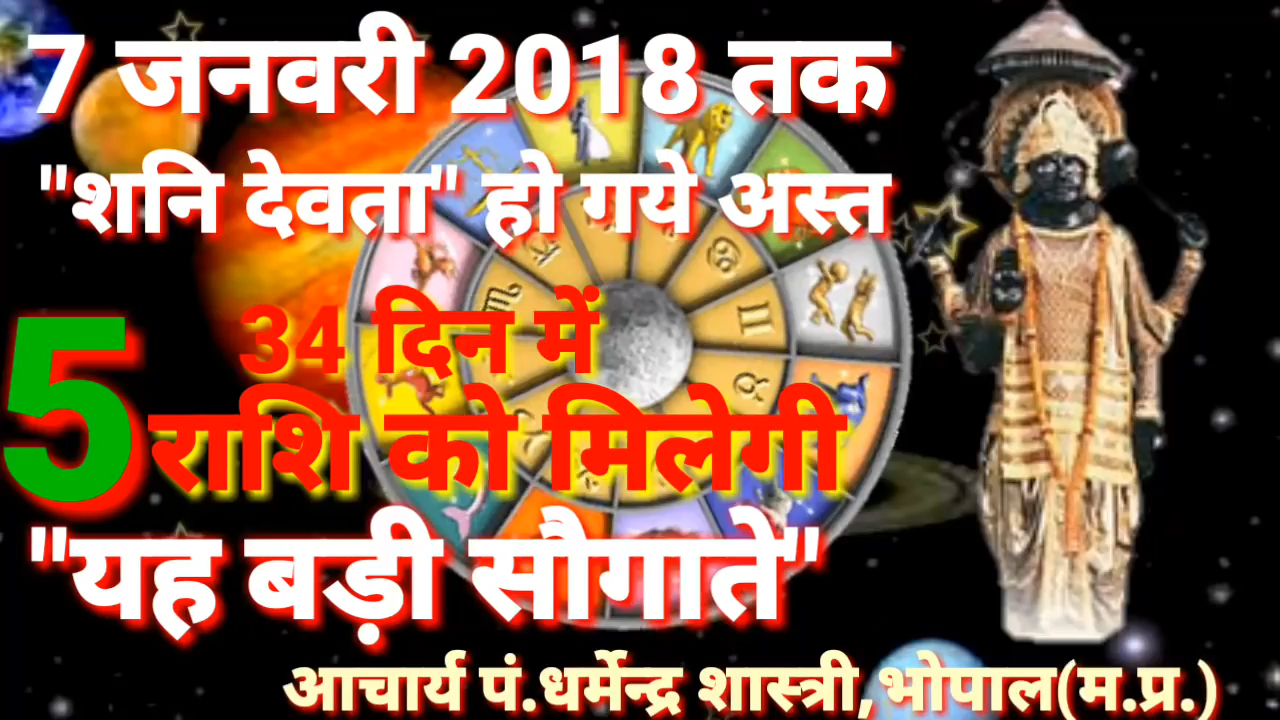 7 जनवरी 2018 तक
"शनि देवता" हो गये अस्त
34 दिन में
5 राशि को मिलेगी
"यह बड़ी सौगाते"
आचार्य पं.धर्मेन्द्र शास्त्री,भोपाल(म.प्र.)